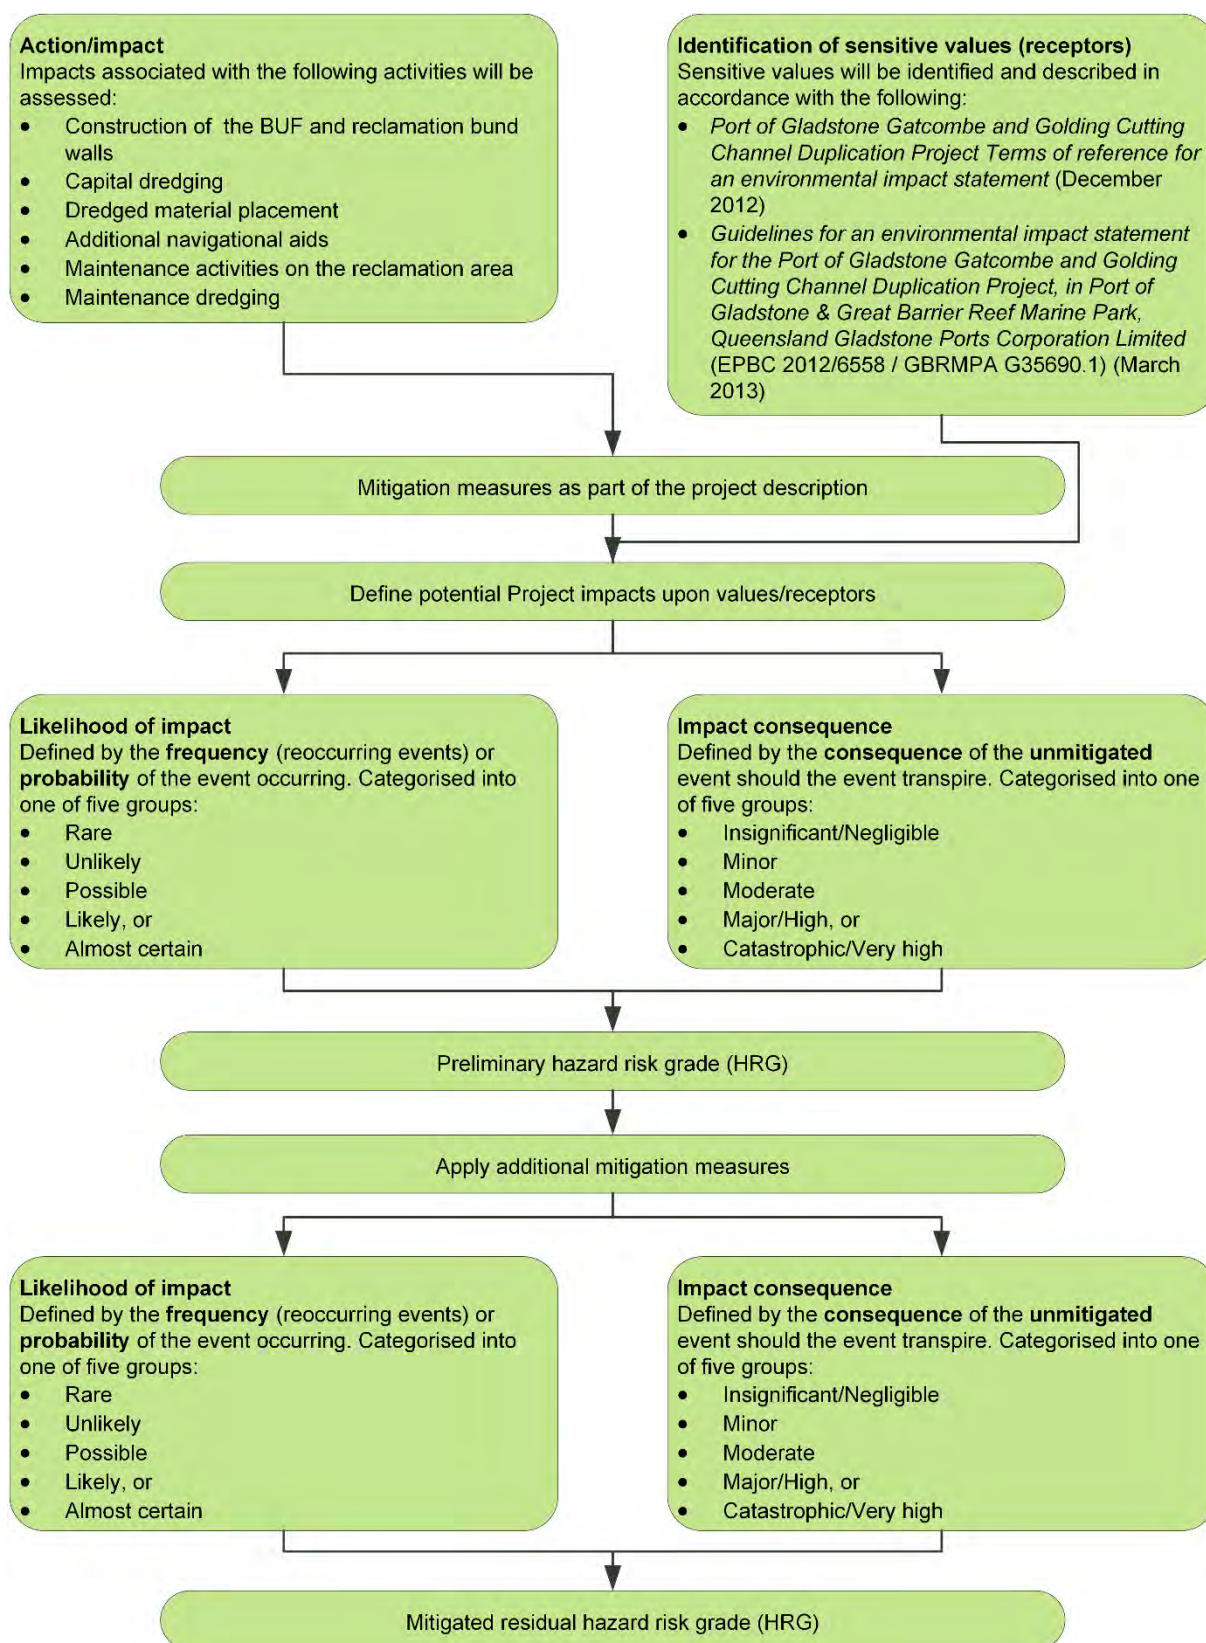 Action/impact
Impacts associated with the following activities will be
assessed:
• Construction of the BUF and reclamation bund
walls
• Capital dredging
• Dredged material placement
• Additional navigational aids
• Maintenance activities on the reclamation area
• Maintenance dredging
Identification of sensitive values (receptors)
Sensitive values will be identified and described in
accordance with the following:
• Port of Gladstone Gatcombe and Golding Cutting
Channel Duplication Project Terms of reference for
an environmental impact statement (December
2012)
• Guidelines for an environmental impact statement
for the Port of Gladstone Gatcombe and Golding
Cutting Channel Duplication Project, in Port of
Gladstone & Great Barrier Reef Marine Park,
Queensland Gladstone Ports Corporation Limited
(EPBC 2012/6558 / GBRMPA G35690.1) (March
2013)
Mitigation measures as part of the project description
Define potential Project impacts upon values/receptors
Likelihood of impact
Defined by the frequency (reoccurring events) or
probability of the event occurring. Categorised into
one of five groups:
• Rare
• Unlikely
• Possible
• Likely, or
• Almost certain
Impact consequence
Defined by the consequence of the unmitigated
event should the event transpire. Categorised into one
of five groups:
• Insignificant/Negligible
• Minor
• Moderate
• Major/High, or
• Catastrophic/Very high
Preliminary hazard risk grade (HRG)
Apply additional mitigation measures
Likelihood of impact
Defined by the frequency (reoccurring events) or
probability of the event occurring. Categorised into
one of five groups:
• Rare
• Unlikely
• Possible
• Likely, or
• Almost certain
Impact consequence
Defined by the consequence of the unmitigated
event should the event transpire. Categorised into one
of five groups:
• Insignificant/Negligible
• Minor
• Moderate
• Major/High, or
• Catastrophic/Very high
Mitigated residual hazard risk grade (HRG)